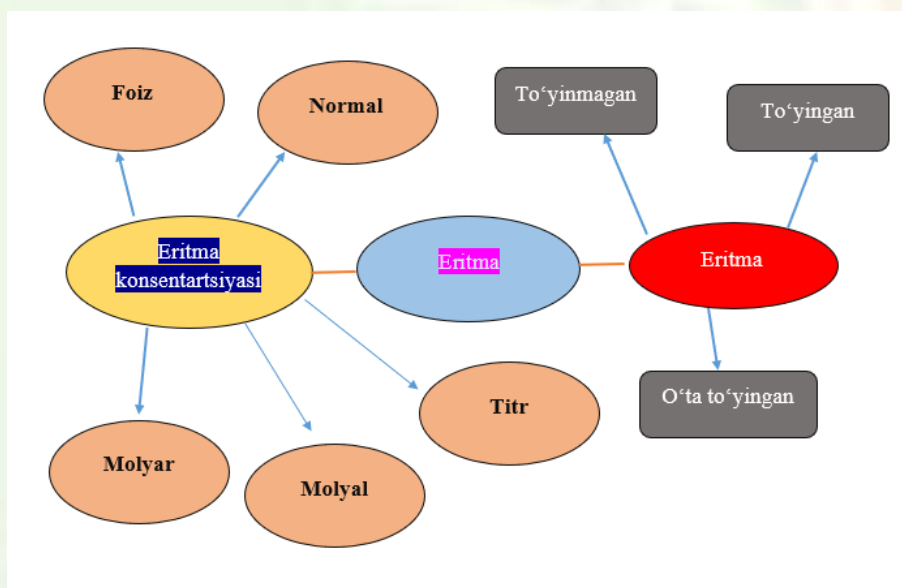 Foiz
Normal
To‘yinmagan
To‘yingan
Eritma
konsentartsiyasi
Eritma
Eritma
Titr
O‘ta to‘yingan
Molyar
Molyal